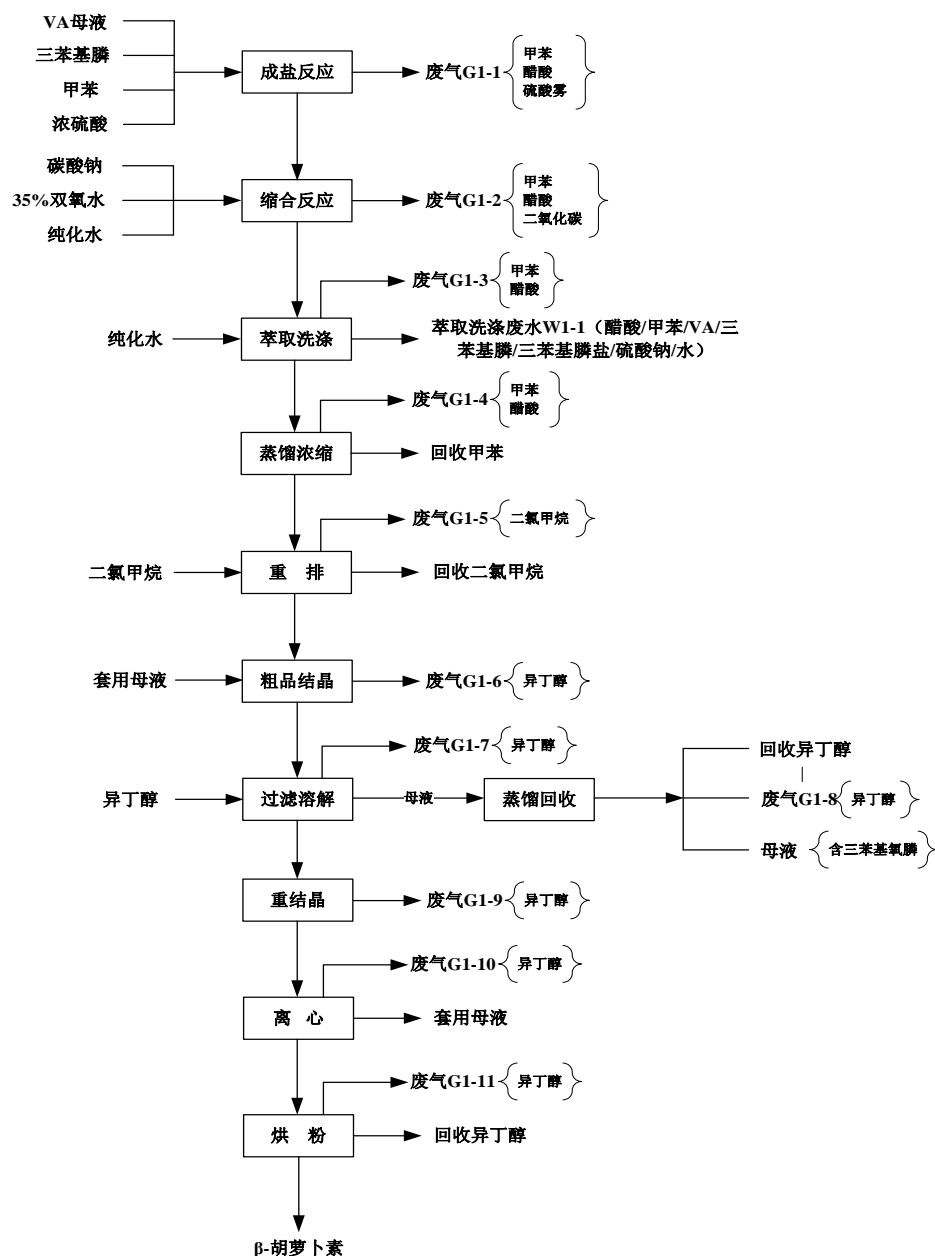 VA母液
三苯基膦
甲苯
浓硫酸
成盐反应
废气G1-1
甲苯
醋酸
硫酸雾
碳酸钠
35%双氧水
纯化水
缩合反应
废气G1-2
甲苯
醋酸
二氧化碳
废气G1-3
甲苯
醋酸
纯化水
萃取洗涤
萃取洗涤废水W1-1（醋酸/甲苯/VA/三
苯基膦/三苯基膦盐/硫酸钠/水）
废气G1-4
甲苯
醋酸
蒸馏浓缩
回收甲苯
废气G1-5
二氯甲烷
二氯甲烷
重 排
回收二氯甲烷
套用母液
粗品结晶
废气G1-6
异丁醇
废气G1-7
异丁醇
异丁醇
过滤溶解
母液
蒸馏回收
回收异丁醇
废气G1-8
异丁醇
母液
含三苯基氧膦
重结晶
废气G1-9
异丁醇
废气G1-10
异丁醇
离 心
套用母液
废气G1-11
异丁醇
烘 粉
回收异丁醇
β-胡萝卜素